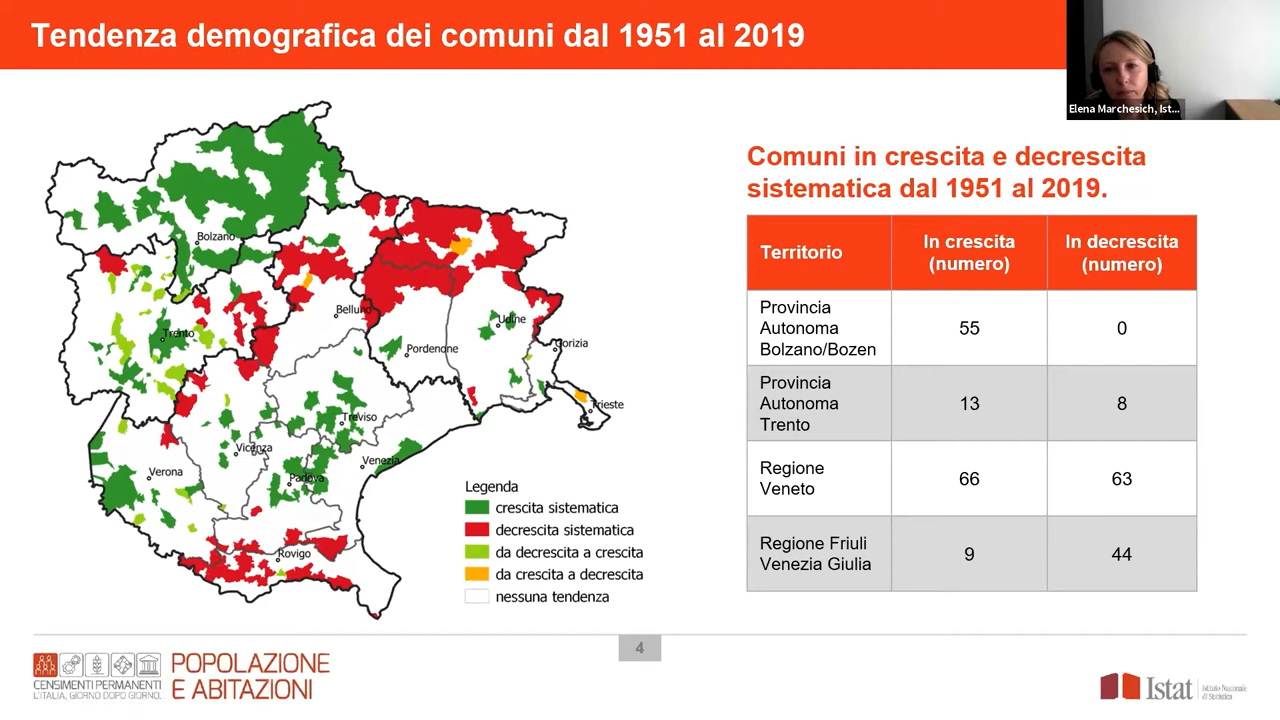 Tendenza demografica dei comuni dal 1951 al 2019
Elena Marchesich, Ist...
Comuni in crescita e decrescita
sistematica dal 1951 al 2019.
Territorio
In crescita
(numero)
In decrescita
(numero)
Provincia
Autonoma
Bolzano/Bozen
55
0
Provincia
Autonoma
Trento
13
8
Regione
Veneto
66
63
Regione Friuli
Venezia Giulia
9
44
Bolzano
Trento
Belluno
Pordenone
Udine
Gorizia
Trieste
Treviso
Vicenza
Venezia
Verona
Padova
Rovigo
Legenda
crescita sistematica
decrescita sistematica
da decrescita a crescita
da crescita a decrescita
nessuna tendenza
4
CENSIMENTI PERMANENTI
L'ITALIA, GIORNO DOPO GIORNO.
POPOLAZIONE
E ABITAZIONI
Istat
Istituto Nazionale
di Statistica